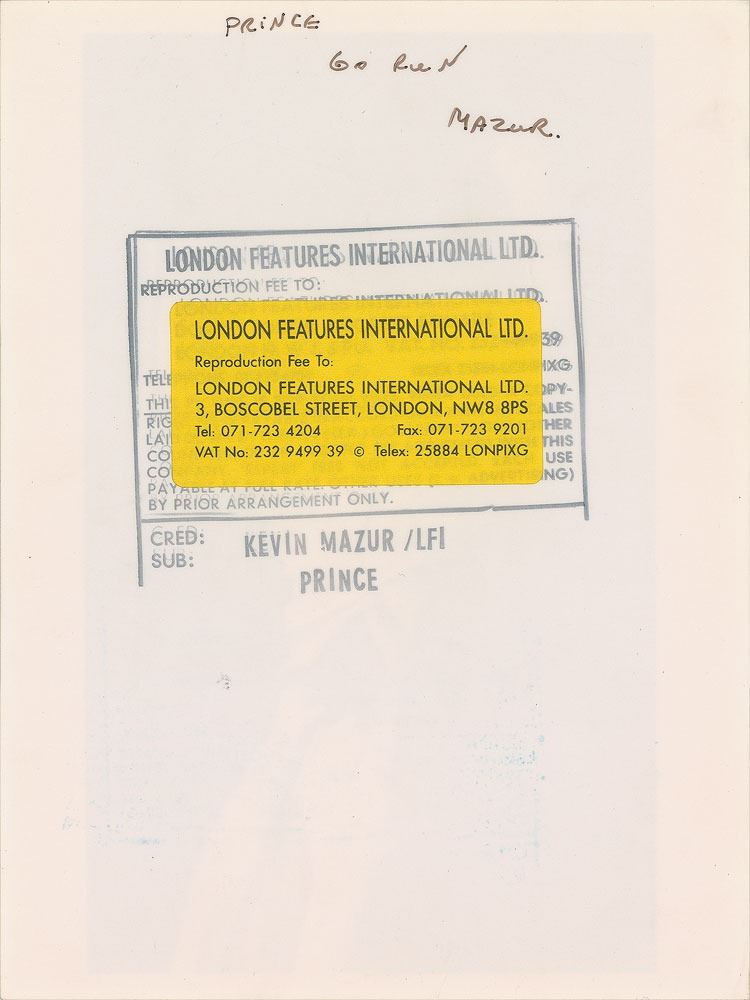 PRINCE
GO RUN
MAZUR.
LONDON FEATURES INTERNATIONAL LTD.
REPRODUCTION FEE TO:
LONDON FEATURES INTERNATIONAL LTD.
Reproduction Fee To:
LONDON FEATURES INTERNATIONAL LTD.
3, BOSCOBEL STREET, LONDON, NW8 8PS
Tel: 071-723 4204 Fax: 071-723 9201
VAT No: 232 9499 39 © Telex: 25884 LONPIXG
PAYABLE AT FULL RATE.
BY PRIOR ARRANGEMENT ONLY.
CRED: KEVIN MAZUR /LFI
SUB: PRINCE